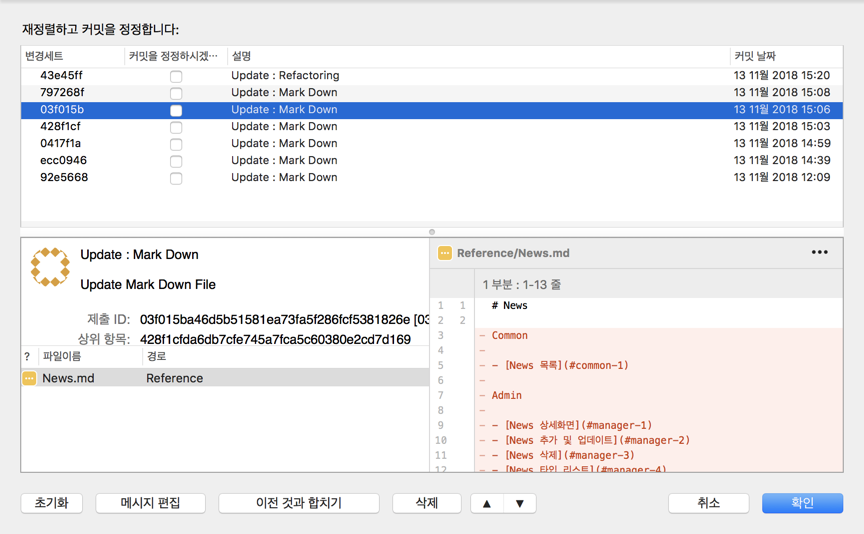 재정렬하고 커밋을 정정합니다:
변경세트 커밋을 정정하시겠… 설명 커밋 날짜
43e45ff Update : Refactoring 13 11월 2018 15:20
797268f Update : Mark Down 13 11월 2018 15:08
03f015b Update : Mark Down 13 11월 2018 15:06
428f1cf Update : Mark Down 13 11월 2018 15:03
0417f1a Update : Mark Down 13 11월 2018 14:59
ecc0946 Update : Mark Down 13 11월 2018 14:39
92e5668 Update : Mark Down 13 11월 2018 12:09
Update : Mark Down
Update Mark Down File
제출 ID: 03f015ba46d5b51581ea73fa5f286fcf5381826e [03
상위 항목: 428f1cfda6db7cfe745a7fca5c60380e2cd7d169
? 파일이름 경로
News.md Reference
Reference/News.md •••
1 부분 : 1-13 줄
1 1 # News
2 2
3 - Common
4 -
5 - - [News 목록](#common-1)
6 -
7 - Admin
8 -
9 - - [News 상세화면](#manager-1)
10 - - [News 추가 및 업데이트](#manager-2)
11 - - [News 삭제](#manager-3)
12 - - [News 타입 리스트](#manager-4)
초기화 메시지 편집 이전 것과 합치기 삭제 ▲ ▼ 취소 확인